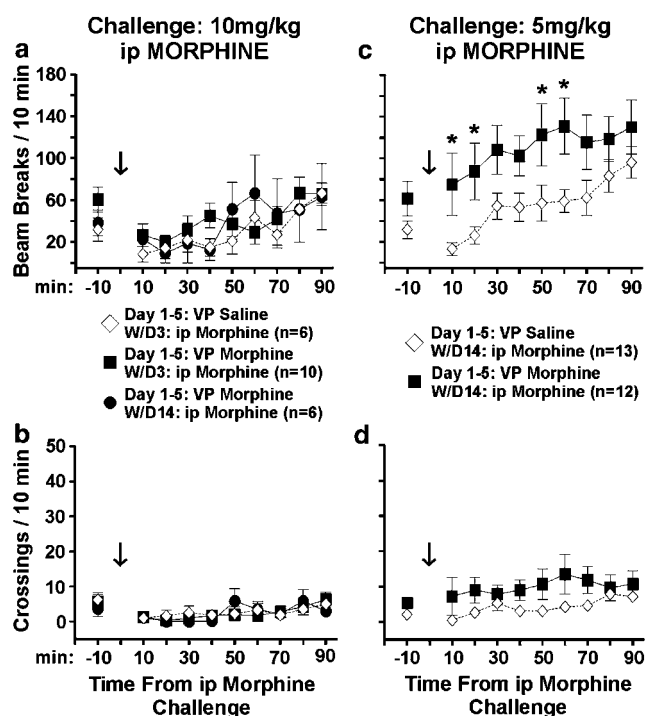 Challenge: 10mg/kg
ip MORPHINE
Challenge: 5mg/kg
ip MORPHINE
a
c
Beam Breaks / 10 min
180
140
100
60
20
* * * *
min: -10 10 30 50 70 90
-10 10 30 50 70 90
Day 1-5: VP Saline
W/D3: ip Morphine (n=6)
Day 1-5: VP Morphine
W/D3: ip Morphine (n=10)
Day 1-5: VP Morphine
W/D14: ip Morphine (n=6)
Day 1-5: VP Saline
W/D14: ip Morphine (n=13)
Day 1-5: VP Morphine
W/D14: ip Morphine (n=12)
b
d
Crossings / 10 min
50
40
30
20
10
0
min: -10 10 30 50 70 90
-10 10 30 50 70 90
Time From ip Morphine
Challenge
Time From ip Morphine
Challenge